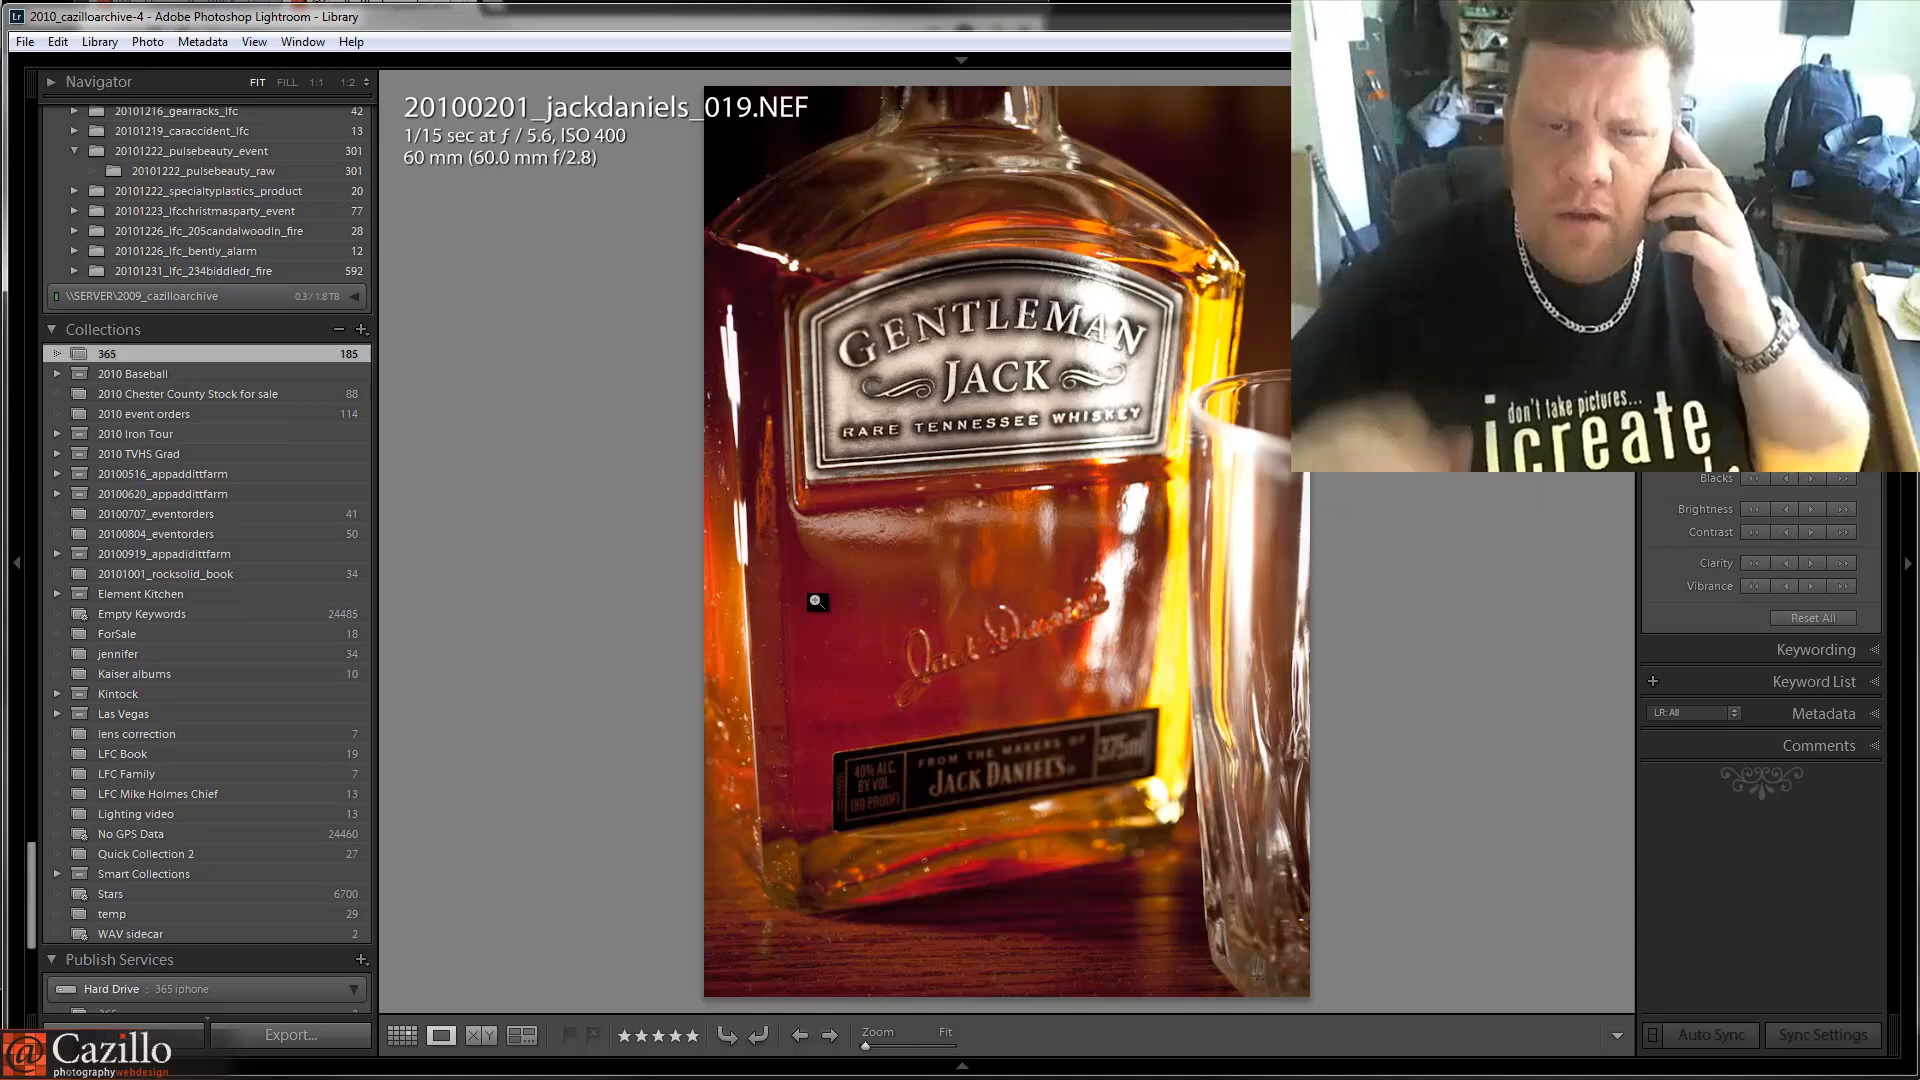 2010_cazilloarchive-4 - Adobe Photoshop Lightroom - Library
File Edit Library Photo Metadata View Window Help
Navigator FIT FILL 1:1 1:2
20101216_gearracks_lfc 42
20101219_caraccident_lfc 13
20101222_pulsebeauty_event 301
20101222_pulsebeauty_raw 301
20101222_specialtyplastics_product 20
20101223_lfcchristmasparty_event 77
20101226_lfc_205candalwoodln_fire 28
20101226_lfc_bently_alarm 12
20101231_lfc_234biddledr_fire 592
\\SERVER\2009_cazilloarchive 0.3 / 1.8 TB
Collections
365 185
2010 Baseball
2010 Chester County Stock for sale 88
2010 event orders 114
2010 Iron Tour
2010 TVHS Grad
20100516_appaddittfarm
20100620_appaddittfarm
20100707_eventorders 41
20100804_eventorders 50
20100919_appadidittfarm
20101001_rocksolid_book 34
Element Kitchen
Empty Keywords 24485
ForSale 18
jennifer 34
Kaiser albums 10
Kintock
Las Vegas
lens correction 7
LFC Book 19
LFC Family 7
LFC Mike Holmes Chief 13
Lighting video 13
No GPS Data 24460
Quick Collection 2 27
Smart Collections
Stars 6700
temp 29
WAV sidecar 2
Publish Services
Hard Drive : 365 iphone
Export...
@ Cazillo
photographywebdesign
20100201_jackdaniels_019.NEF
1/15 sec at ƒ / 5.6, ISO 400
60 mm (60.0 mm f/2.8)
GENTLEMAN
JACK
RARE TENNESSEE WHISKEY
Jack Daniels
40% ALC.
BY VOL.
(80 PROOF)
FROM THE MAKERS OF
JACK DANIEL'S
375ml
XY
Zoom Fit
don't take pictures...
i create
Blacks
Brightness
Contrast
Clarity
Vibrance
Reset All
Keywording
Keyword List
LR: All Metadata
Comments
Auto Sync Sync Settings